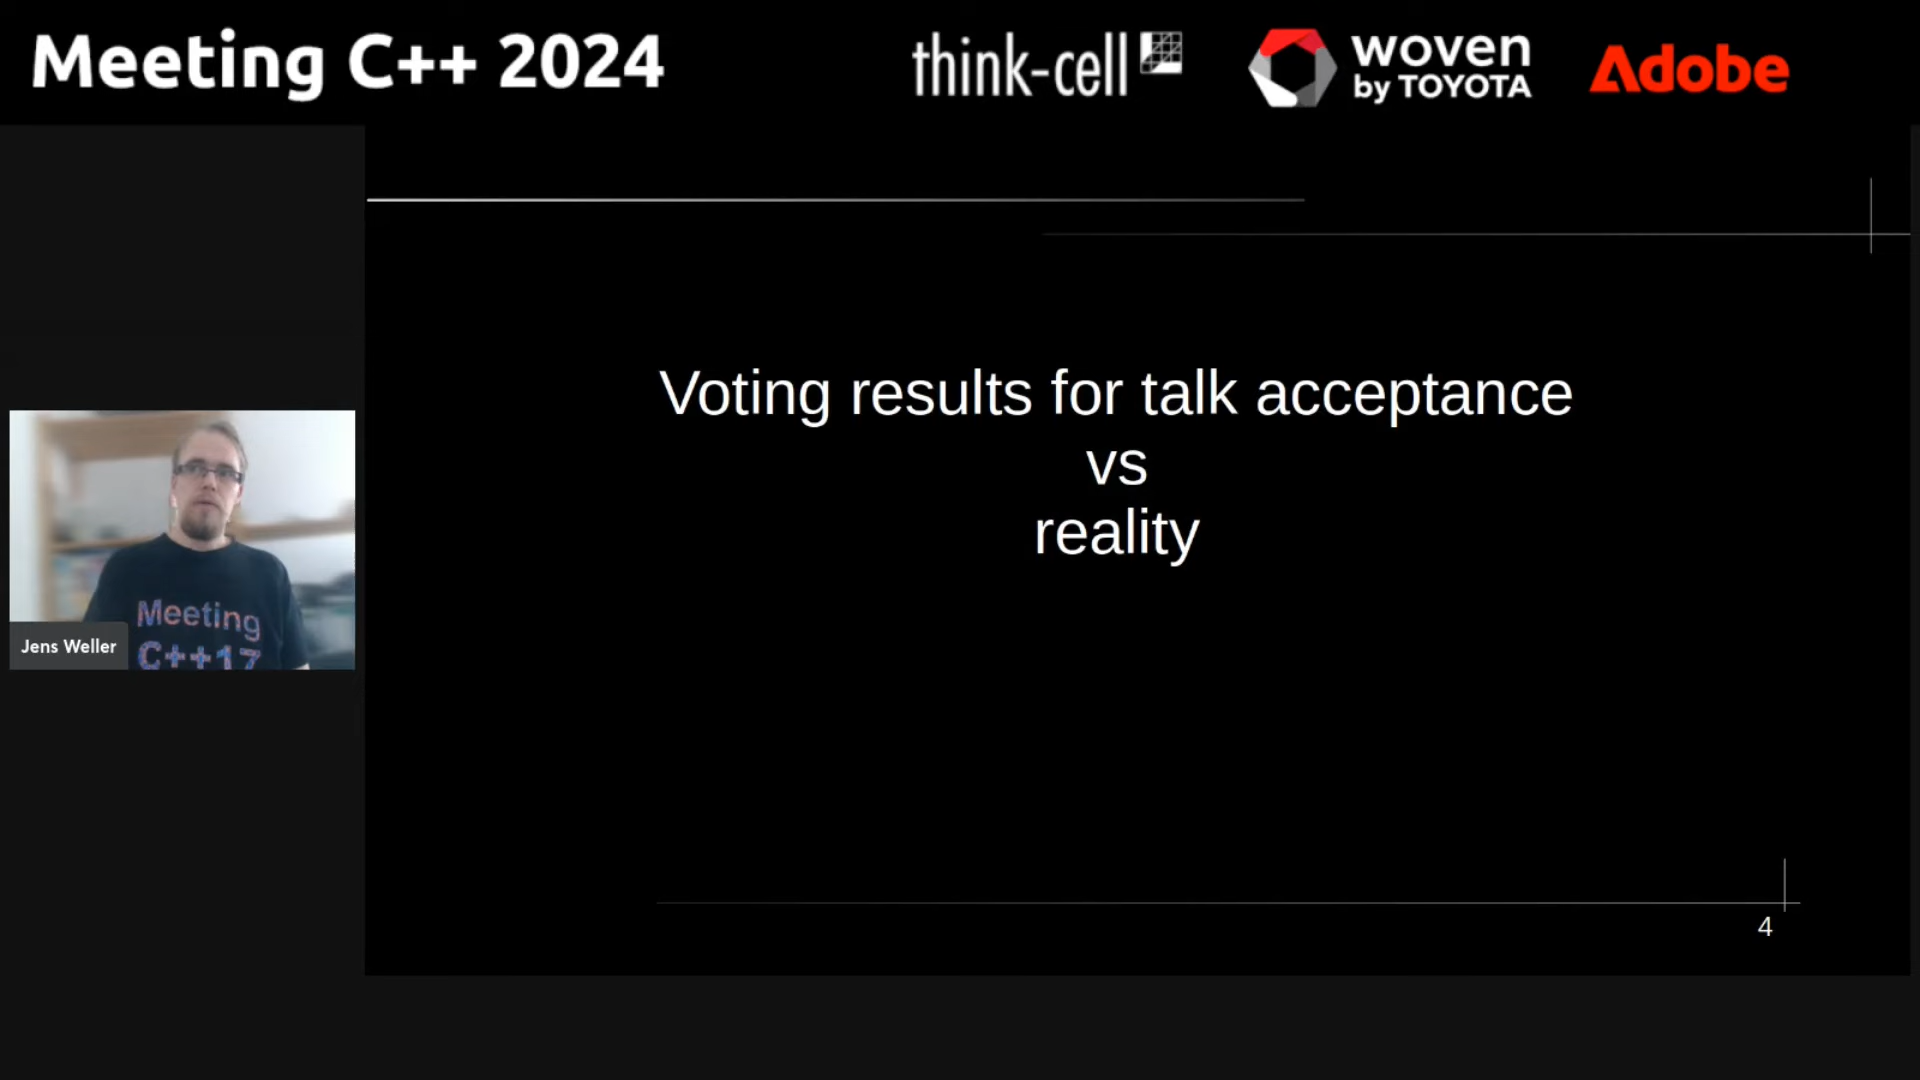 Meeting C++ 2024
think-cell
woven
by TOYOTA
Adobe
Voting results for talk acceptance
vs
reality
Meeting
C++17
Jens Weller
4